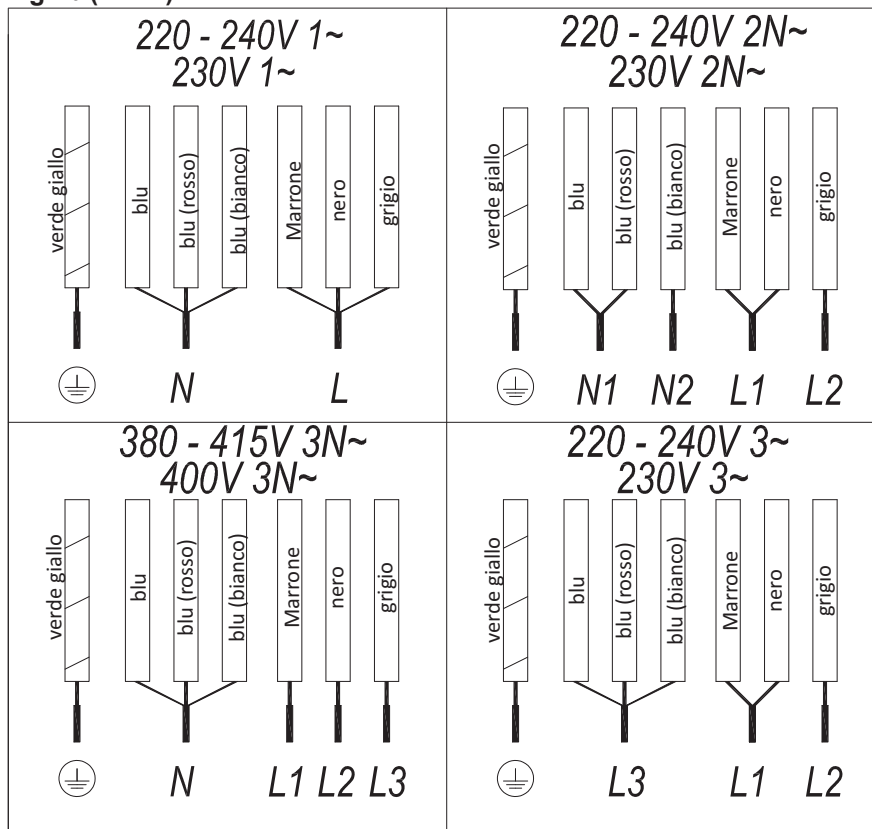 220 - 240V 1~
230V 1~
verde giallo
blu
blu (rosso)
blu (bianco)
Marrone
nero
grigio
N
L
220 - 240V 2N~
230V 2N~
verde giallo
blu
blu (rosso)
blu (bianco)
Marrone
nero
grigio
N1 N2 L1 L2
380 - 415V 3N~
400V 3N~
verde giallo
blu
blu (rosso)
blu (bianco)
Marrone
nero
grigio
N L1 L2 L3
220 - 240V 3~
230V 3~
verde giallo
blu
blu (rosso)
blu (bianco)
Marrone
nero
grigio
L3 L1 L2